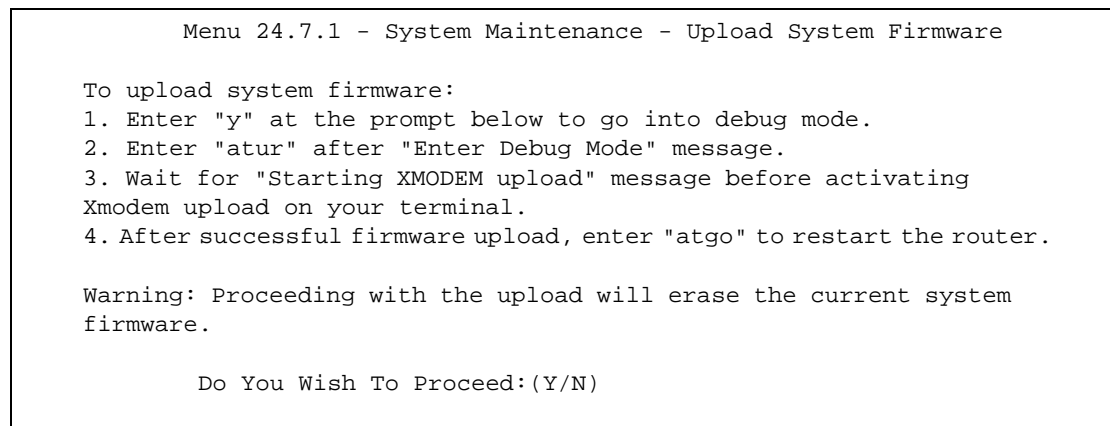 Menu 24.7.1 - System Maintenance - Upload System Firmware
To upload system firmware:
1. Enter "y" at the prompt below to go into debug mode.
2. Enter "atur" after "Enter Debug Mode" message.
3. Wait for "Starting XMODEM upload" message before activating
Xmodem upload on your terminal.
4. After successful firmware upload, enter "atgo" to restart the router.
Warning: Proceeding with the upload will erase the current system
firmware.
Do You Wish To Proceed:(Y/N)